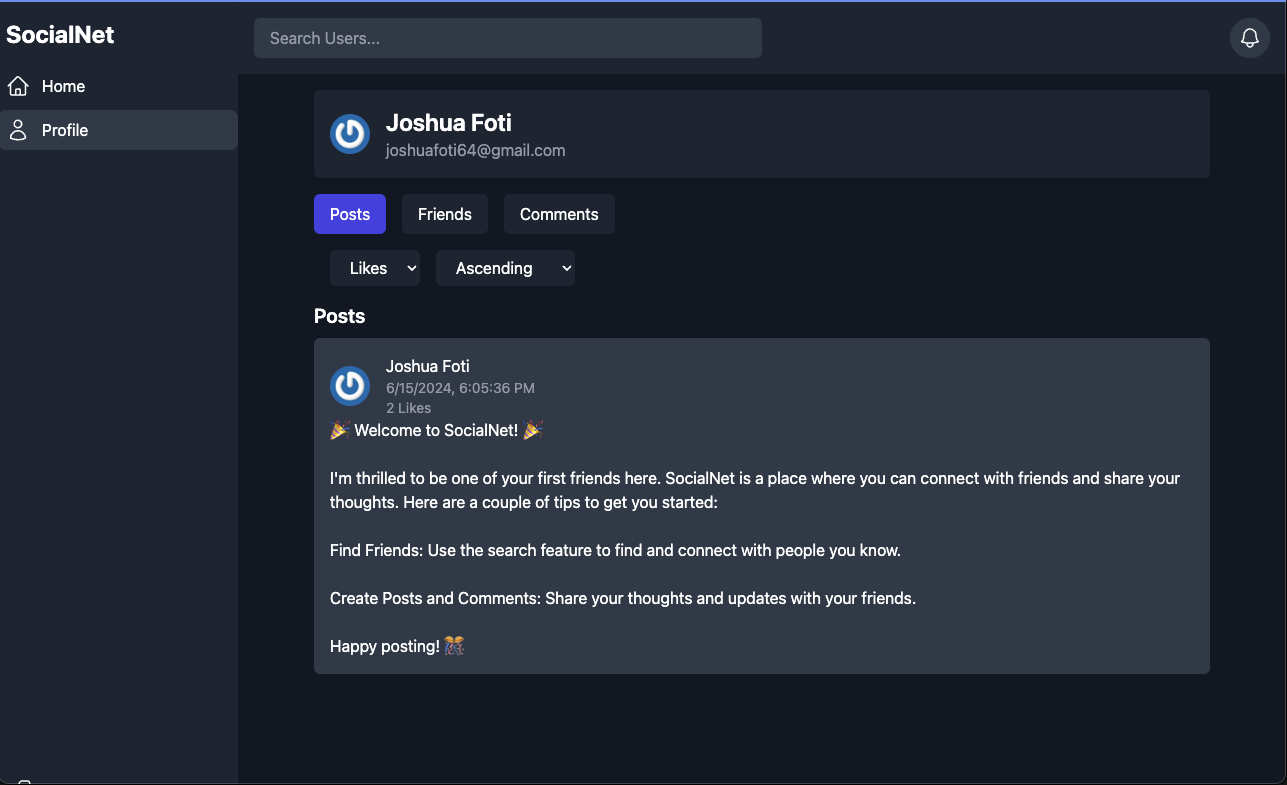 SocialNet
Search Users...
Home
Profile
Joshua Foti
joshuafoti64@gmail.com
Posts
Friends
Comments
Likes
Ascending
Posts
Joshua Foti
6/15/2024, 6:05:36 PM
2 Likes
🎉 Welcome to SocialNet! 🎉
I'm thrilled to be one of your first friends here. SocialNet is a place where you can connect with friends and share your
thoughts. Here are a couple of tips to get you started:
Find Friends: Use the search feature to find and connect with people you know.
Create Posts and Comments: Share your thoughts and updates with your friends.
Happy posting! 🎊